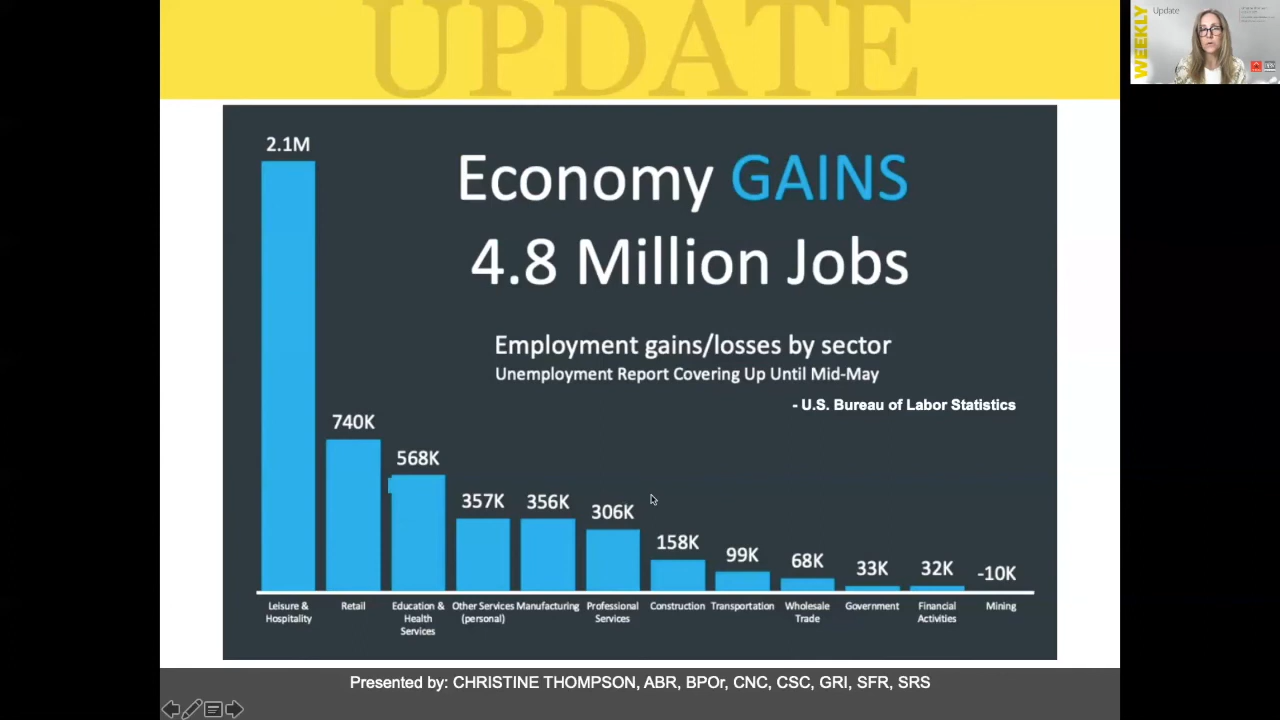 UPDATE
WEEKLY
Update
2.1M
Economy GAINS
4.8 Million Jobs
Employment gains/losses by sector
Unemployment Report Covering Up Until Mid-May
- U.S. Bureau of Labor Statistics
740K
568K
357K
356K
306K
158K
99K
68K
33K
32K
-10K
Leisure &
Hospitality
Retail
Education &
Health
Services
Other Services
(personal)
Manufacturing
Professional
Services
Construction
Transportation
Wholesale
Trade
Government
Financial
Activities
Mining
Presented by: CHRISTINE THOMPSON, ABR, BPOr, CNC, CSC, GRI, SFR, SRS